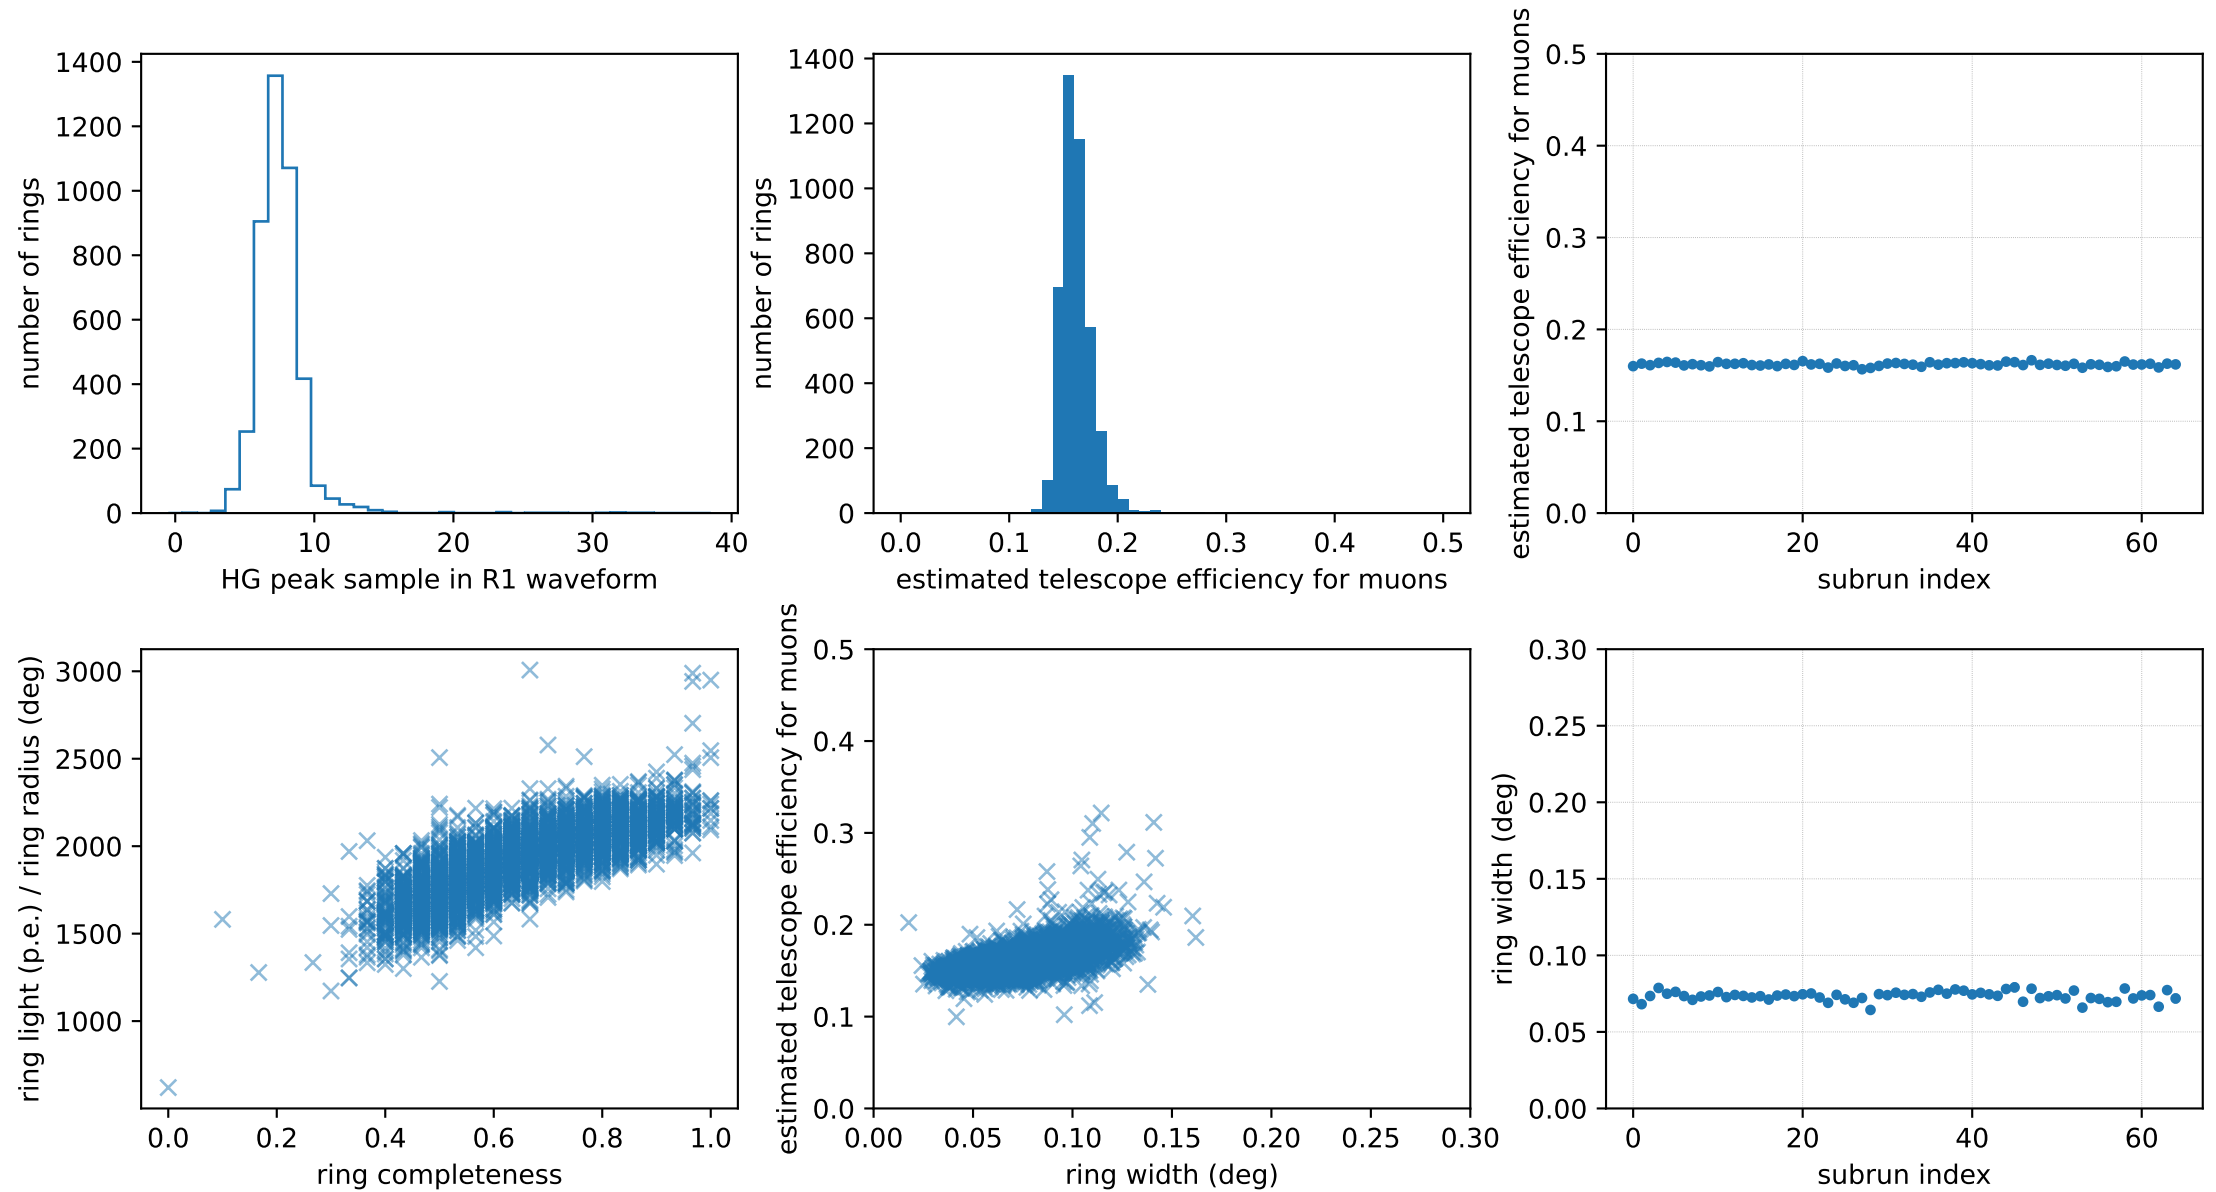 1400
1200
1000
800
600
400
200
0
number of rings
0 10 20 30 40
HG peak sample in R1 waveform
1400
1200
1000
800
600
400
200
0
number of rings
0.0 0.1 0.2 0.3 0.4 0.5
estimated telescope efficiency for muons
0.5
0.4
0.3
0.2
0.1
0.0
estimated telescope efficiency for muons
0 20 40 60
subrun index
3000
2500
2000
1500
1000
ring light (p.e.) / ring radius (deg)
0.0 0.2 0.4 0.6 0.8 1.0
ring completeness
0.5
0.4
0.3
0.2
0.1
0.0
estimated telescope efficiency for muons
0.00 0.05 0.10 0.15 0.20 0.25 0.30
ring width (deg)
0.30
0.25
0.20
0.15
0.10
0.05
0.00
ring width (deg)
0 20 40 60
subrun index